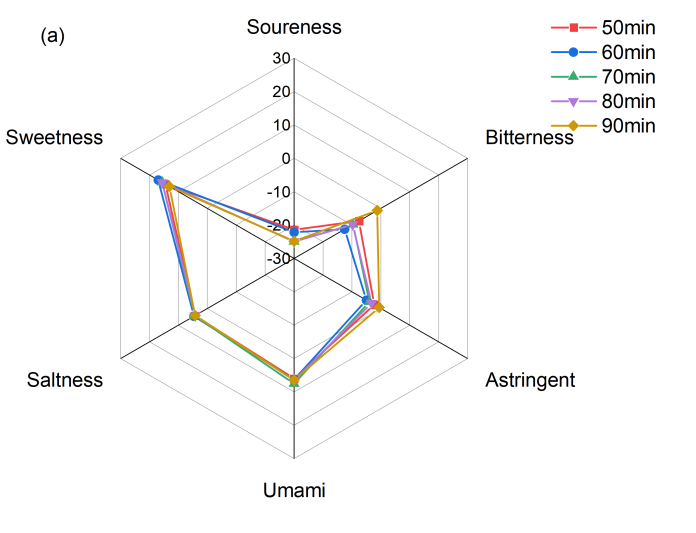 (a)
Soureness
50min
60min
70min
80min
90min
30
20
10
0
-10
-20
-30
Sweetness
Bitterness
Saltness
Astringent
Umami